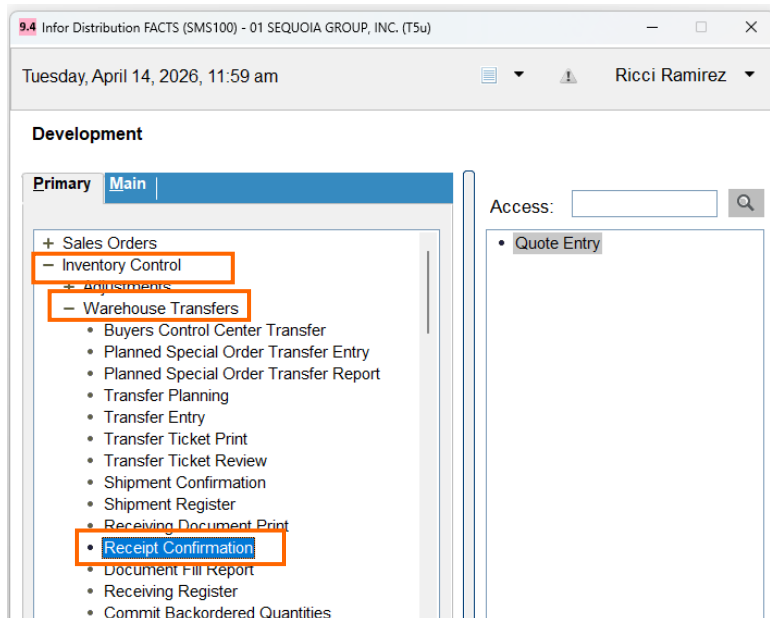 9.4 Infor Distribution FACTS (SMS100) - 01 SEQUOIA GROUP, INC. (T5u)
Tuesday, April 14, 2026, 11:59 am
Ricci Ramirez
Development
Primary Main
Access:
+ Sales Orders
− Inventory Control
+ Adjustments
− Warehouse Transfers
• Buyers Control Center Transfer
• Planned Special Order Transfer Entry
• Planned Special Order Transfer Report
• Transfer Planning
• Transfer Entry
• Transfer Ticket Print
• Transfer Ticket Review
• Shipment Confirmation
• Shipment Register
• Receiving Document Print
• Receipt Confirmation
• Document Fill Report
• Receiving Register
• Commit Backordered Quantities
• Quote Entry